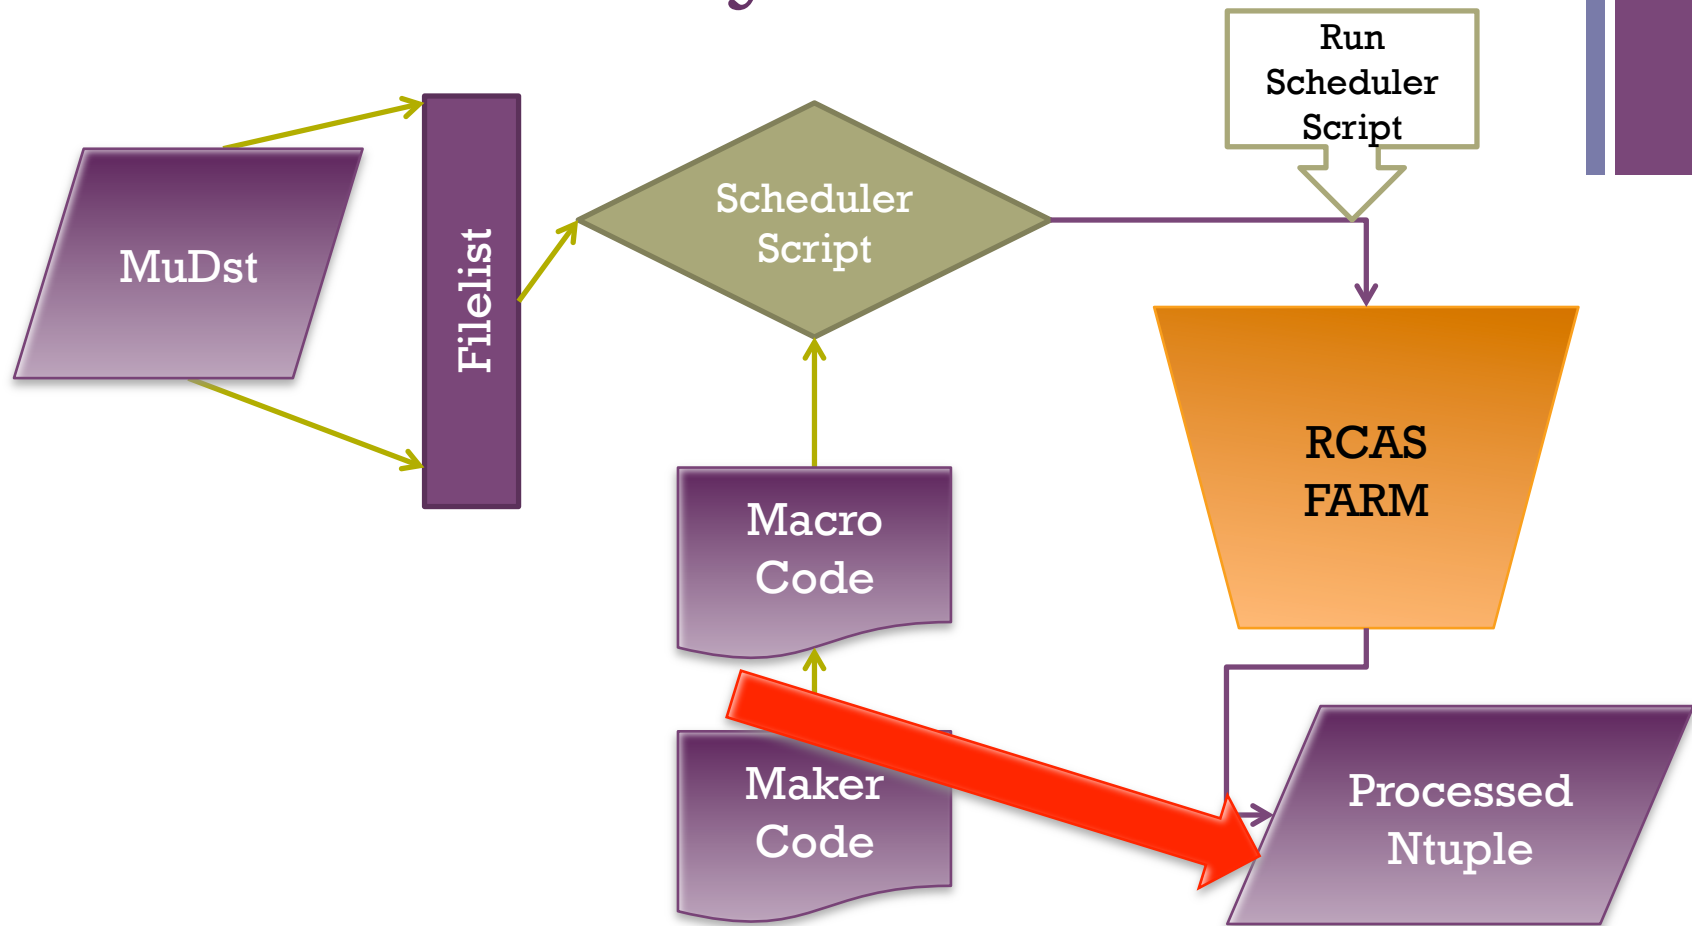 Run
Scheduler
Script
MuDst
Filelist
Scheduler
Script
RCAS
FARM
Macro
Code
Maker
Code
Processed
Ntuple